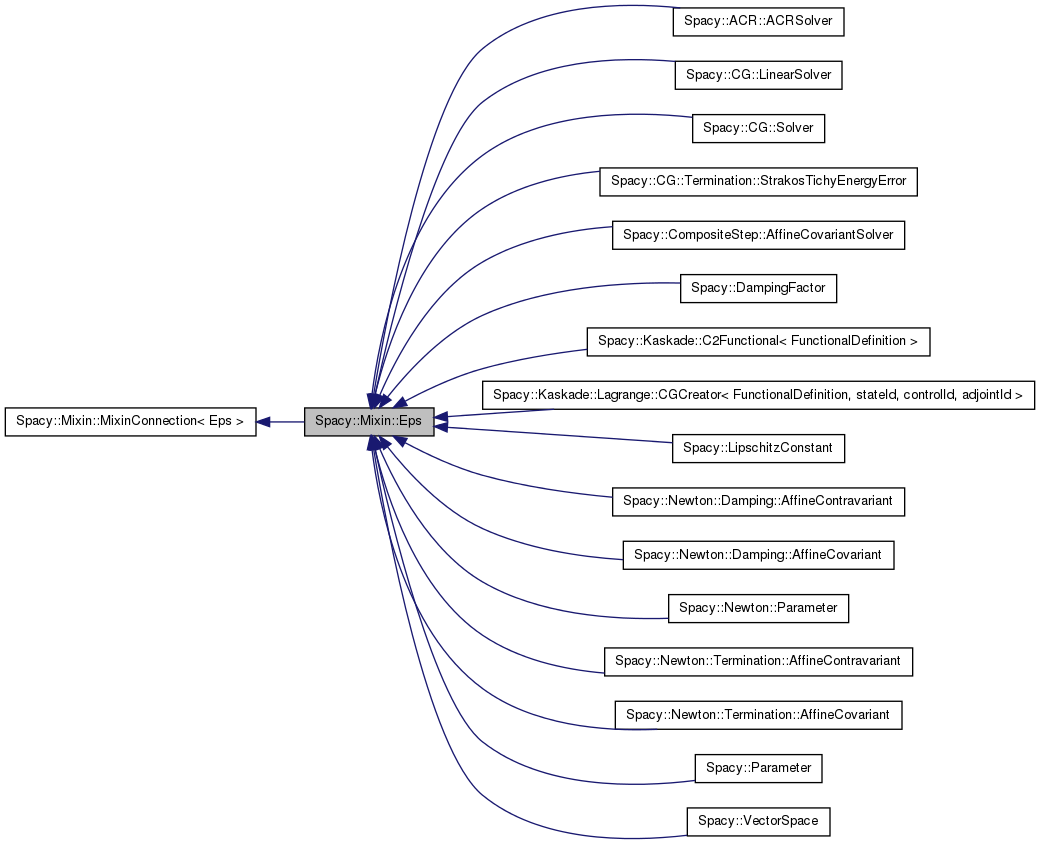 Spacy::ACR::ACRSolver
Spacy::CG::LinearSolver
Spacy::CG::Solver
Spacy::CG::Termination::StrakosTichyEnergyError
Spacy::CompositeStep::AffineCovariantSolver
Spacy::DampingFactor
Spacy::Kaskade::C2Functional< FunctionalDefinition >
Spacy::Kaskade::Lagrange::CGCreator< FunctionalDefinition, stateId, controlId, adjointId >
Spacy::Mixin::MixinConnection< Eps >
Spacy::Mixin::Eps
Spacy::LipschitzConstant
Spacy::Newton::Damping::AffineContravariant
Spacy::Newton::Damping::AffineCovariant
Spacy::Newton::Parameter
Spacy::Newton::Termination::AffineContravariant
Spacy::Newton::Termination::AffineCovariant
Spacy::Parameter
Spacy::VectorSpace